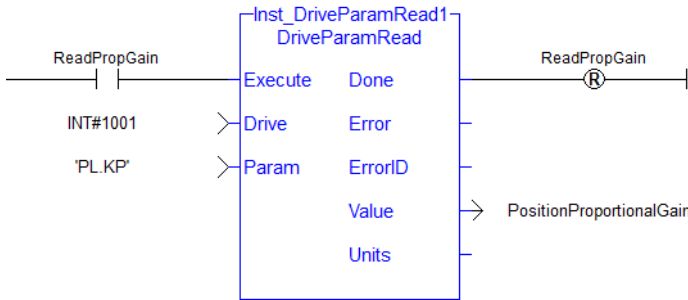 Inst_DriveParamRead1
DriveParamRead
ReadPropGain
ReadPropGain
Execute Done
R
INT#1001
Drive Error
'PL.KP'
Param ErrorID
Value
PositionProportionalGain
Units